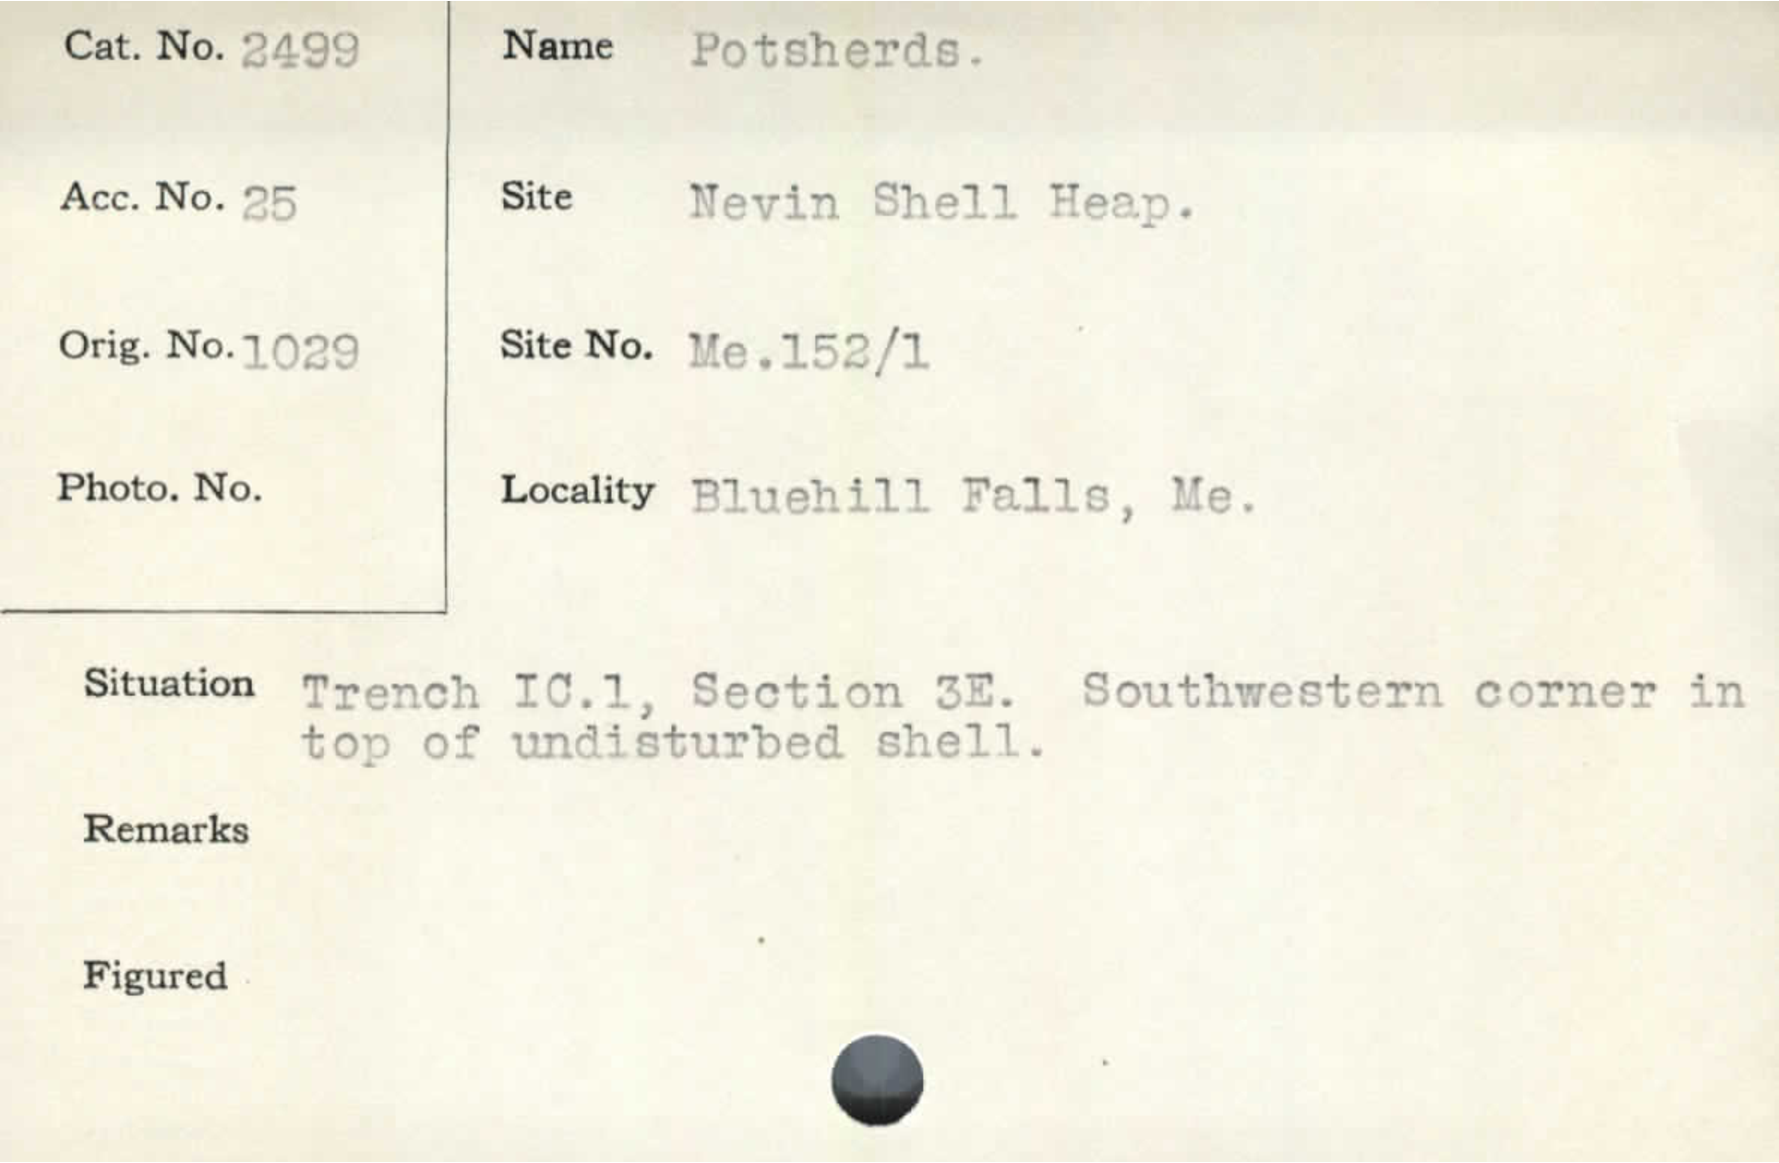 Cat. No. 2499
Name Potsherds.
Acc. No. 25
Site Nevin Shell Heap.
Orig. No. 1029
Site No. Me.152/1
Photo. No.
Locality Bluehill Falls, Me.
Situation Trench IC.1, Section 3E. Southwestern corner in
top of undisturbed shell.
Remarks
Figured